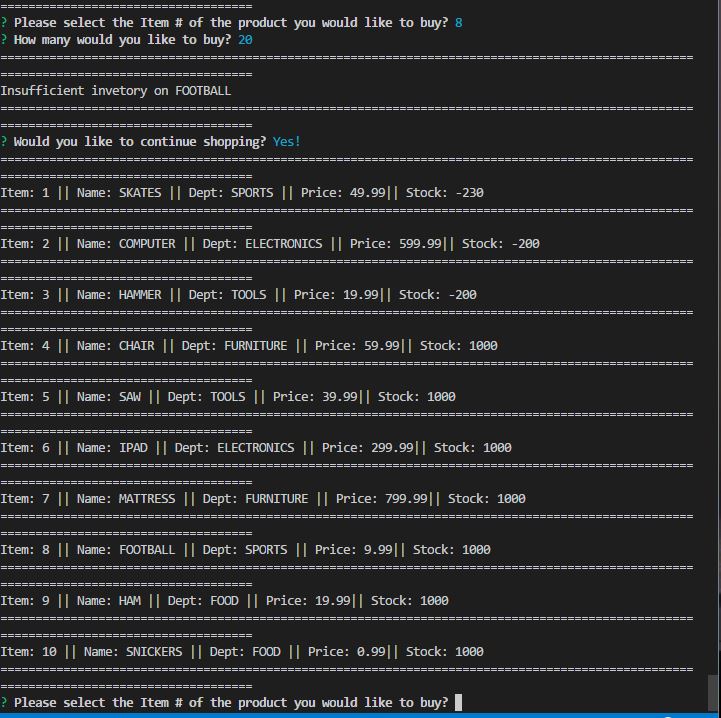 ====================================
? Please select the Item # of the product you would like to buy? 8
? How many would you like to buy? 20
===================================================================================================
====================================
Insufficient invetory on FOOTBALL
===================================================================================================
====================================
? Would you like to continue shopping? Yes!
===================================================================================================
====================================
Item: 1 || Name: SKATES || Dept: SPORTS || Price: 49.99|| Stock: -230
===================================================================================================
====================================
Item: 2 || Name: COMPUTER || Dept: ELECTRONICS || Price: 599.99|| Stock: -200
===================================================================================================
====================================
Item: 3 || Name: HAMMER || Dept: TOOLS || Price: 19.99|| Stock: -200
===================================================================================================
====================================
Item: 4 || Name: CHAIR || Dept: FURNITURE || Price: 59.99|| Stock: 1000
===================================================================================================
====================================
Item: 5 || Name: SAW || Dept: TOOLS || Price: 39.99|| Stock: 1000
===================================================================================================
====================================
Item: 6 || Name: IPAD || Dept: ELECTRONICS || Price: 299.99|| Stock: 1000
===================================================================================================
====================================
Item: 7 || Name: MATTRESS || Dept: FURNITURE || Price: 799.99|| Stock: 1000
===================================================================================================
====================================
Item: 8 || Name: FOOTBALL || Dept: SPORTS || Price: 9.99|| Stock: 1000
===================================================================================================
====================================
Item: 9 || Name: HAM || Dept: FOOD || Price: 19.99|| Stock: 1000
===================================================================================================
====================================
Item: 10 || Name: SNICKERS || Dept: FOOD || Price: 0.99|| Stock: 1000
===================================================================================================
====================================
? Please select the Item # of the product you would like to buy?